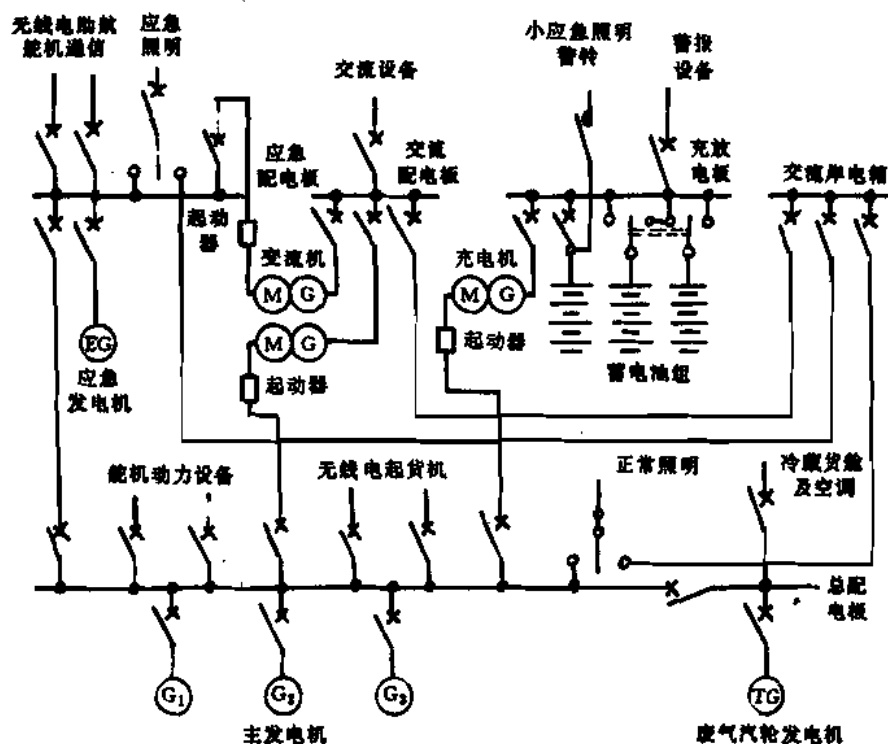 无线电助航
舵机通信
应急
照明
小应急照明
警铃
警报
设备
交流设备
应急
配电板
交流
配电板
充放
电板
交流岸电箱
起动器
变流机
充电机
M G
M G
M G
起动器
起动器
EG
应急
发电机
蓄电池组
舵机动力设备
无线电起货机
正常照明
冷藏货舱
及空调
总配
电板
G1
G2
G3
TG
主发电机
废气汽轮发电机